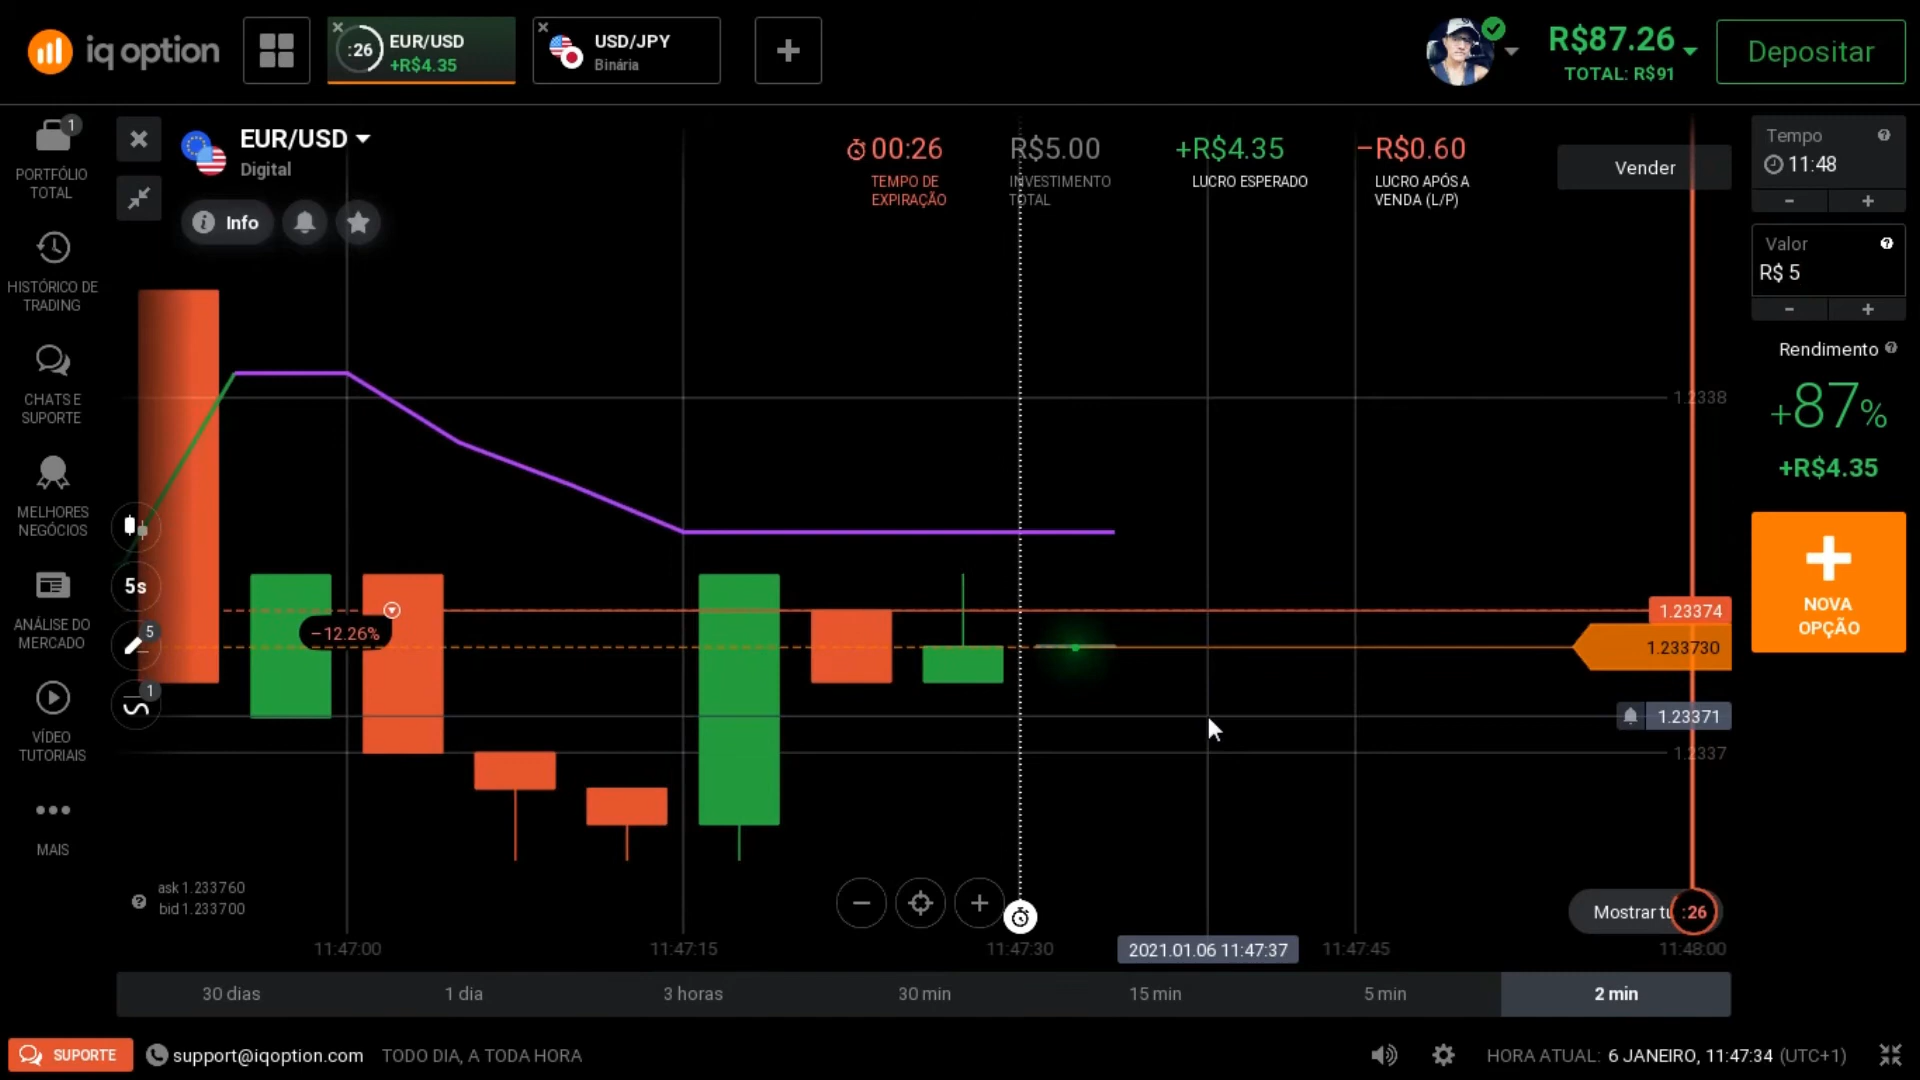 iq option
:26
EUR/USD
+R$4.35
USD/JPY
Binária
R$87.26
TOTAL: R$91
Depositar
1
PORTFÓLIO
TOTAL
HISTÓRICO DE
TRADING
CHATS E
SUPORTE
MELHORES
NEGÓCIOS
ANÁLISE DO
MERCADO
VÍDEO
TUTORIAIS
MAIS
EUR/USD
Digital
Info
00:26
TEMPO DE
EXPIRAÇÃO
R$5.00
INVESTIMENTO
TOTAL
+R$4.35
LUCRO ESPERADO
−R$0.60
LUCRO APÓS A
VENDA (L/P)
Vender
Tempo
11:48
- +
Valor
R$ 5
- +
Rendimento
+87%
+R$4.35
NOVA
OPÇÃO
1.2338
5s
5
1
−12.26%
1.23374
1.233730
1.23371
1.2337
ask 1.233760
bid 1.233700
Mostrar tu
:26
11:47:00
11:47:15
11:47:30
2021.01.06 11:47:37
11:47:45
11:48:00
30 dias
1 dia
3 horas
30 min
15 min
5 min
2 min
SUPORTE
support@iqoption.com
TODO DIA, A TODA HORA
HORA ATUAL: 6 JANEIRO, 11:47:34 (UTC+1)